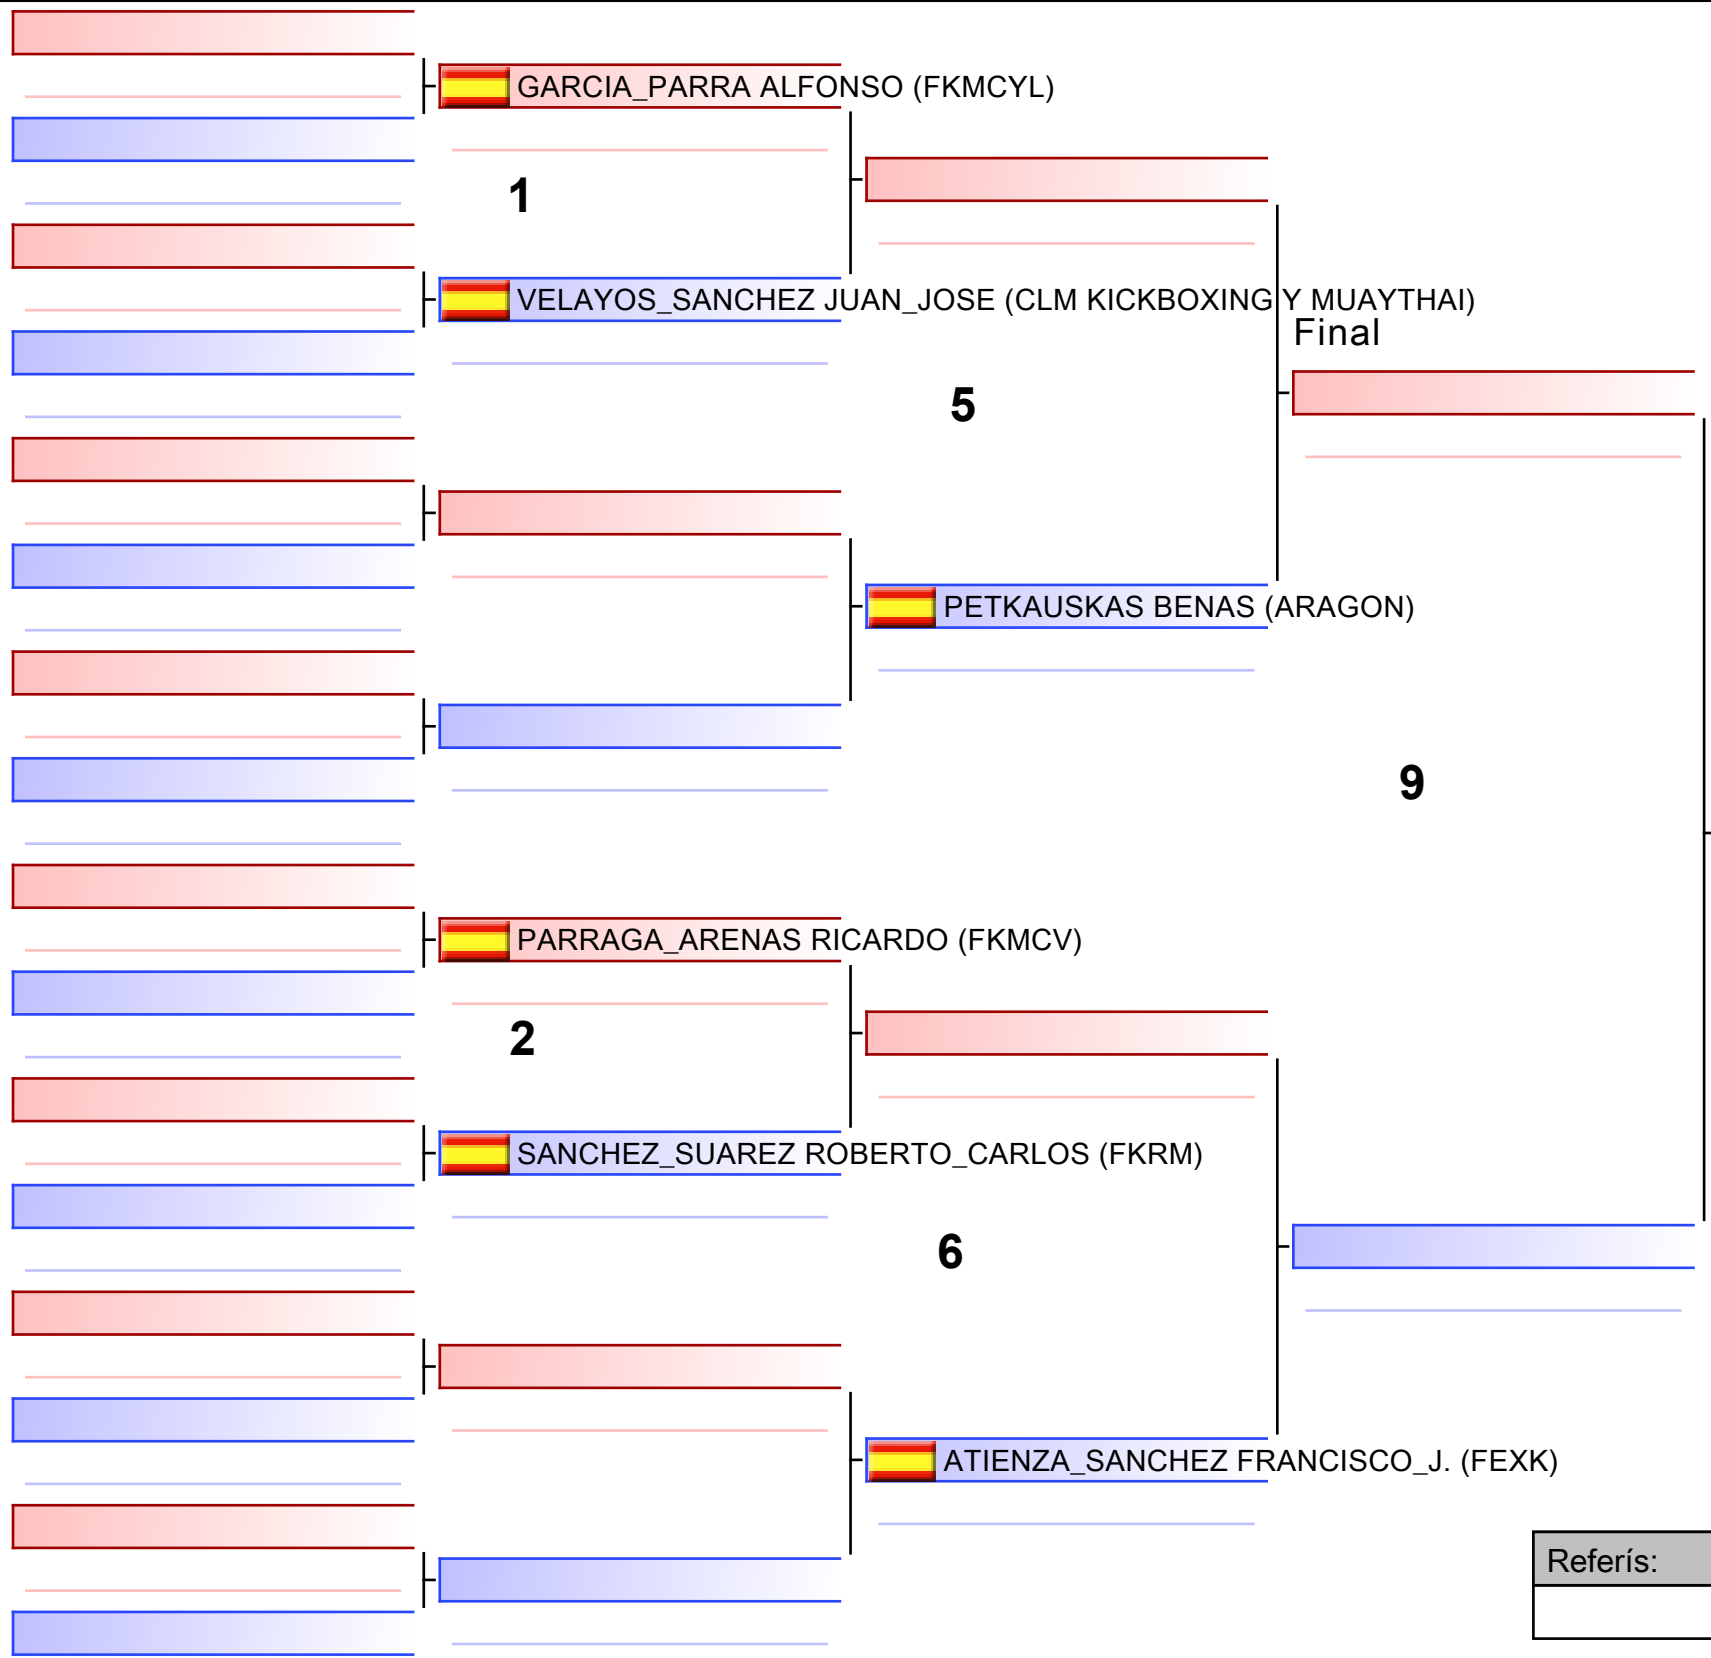 GARCIA_PARRA ALFONSO (FKMCYL)
1
VELAYOS_SANCHEZ JUAN_JOSE (CLM KICKBOXING Y MUAYTHAI)
Final
5
PETKAUSKAS BENAS (ARAGON)
9
PARRAGA_ARENAS RICARDO (FKMCV)
2
SANCHEZ_SUAREZ ROBERTO_CARLOS (FKRM)
6
ATIENZA_SANCHEZ FRANCISCO_J. (FEXK)
Referís: